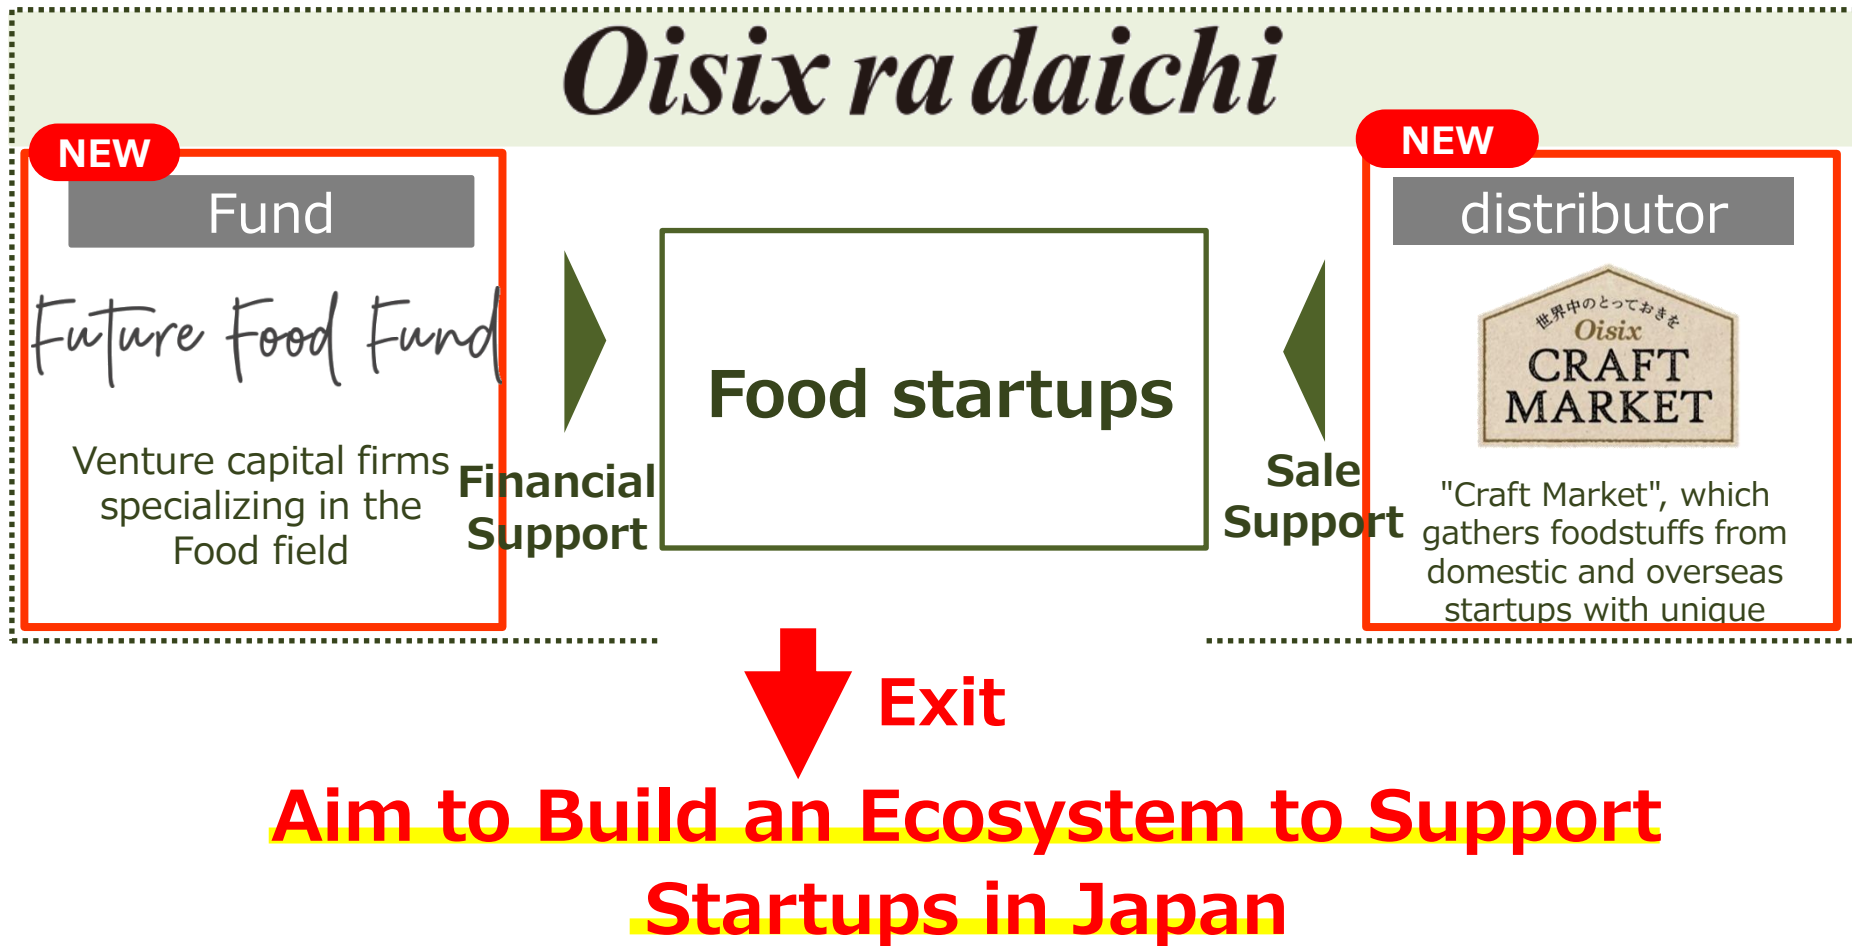 Oisix ra daichi
NEW
Fund
Future Food Fund
Venture capital firms
specializing in the
Food field
Financial
Support
Food startups
Sale
Support
NEW
distributor
世界中のとっておきを
Oisix
CRAFT
MARKET
"Craft Market", which
gathers foodstuffs from
domestic and overseas
startups with unique
Exit
Aim to Build an Ecosystem to Support
Startups in Japan